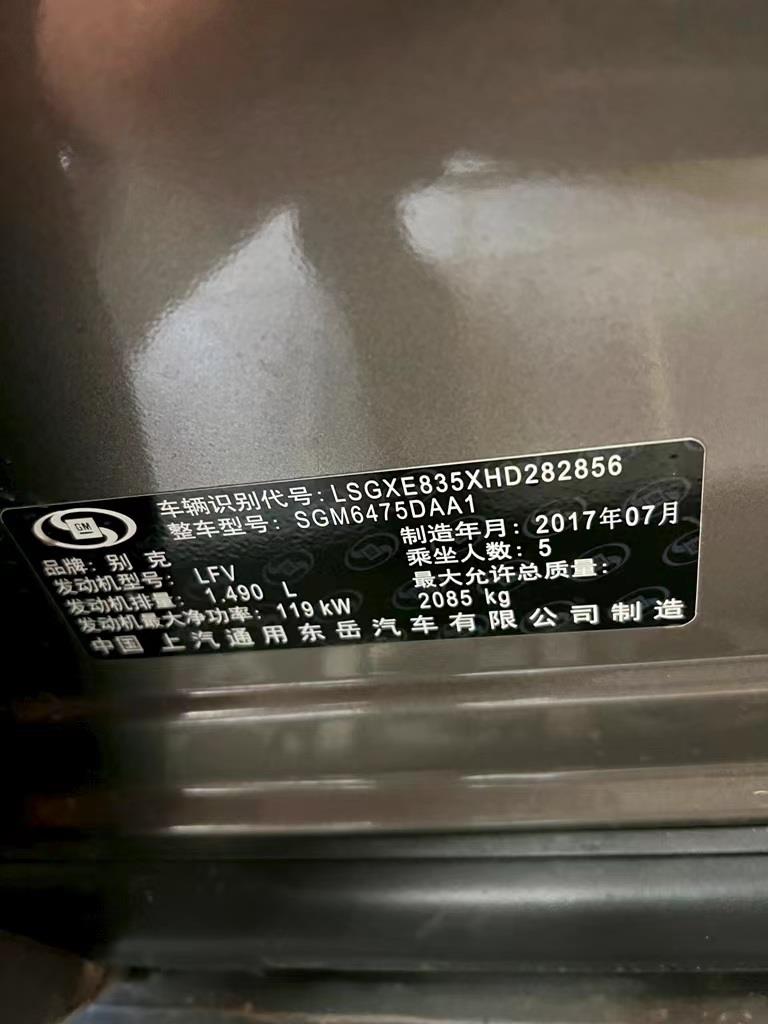 车辆识别代号: LSGXE835XHD282856
整车型号: SGM6475DAA1
GM
品牌: 别克 制造年月: 2017年07月
发动机型号: LFV 乘坐人数: 5
发动机排量: 1.490 L 最大允许总质量:
发动机最大净功率: 119 kW 2085 kg
中国 上汽通用东岳汽车有限公司制造